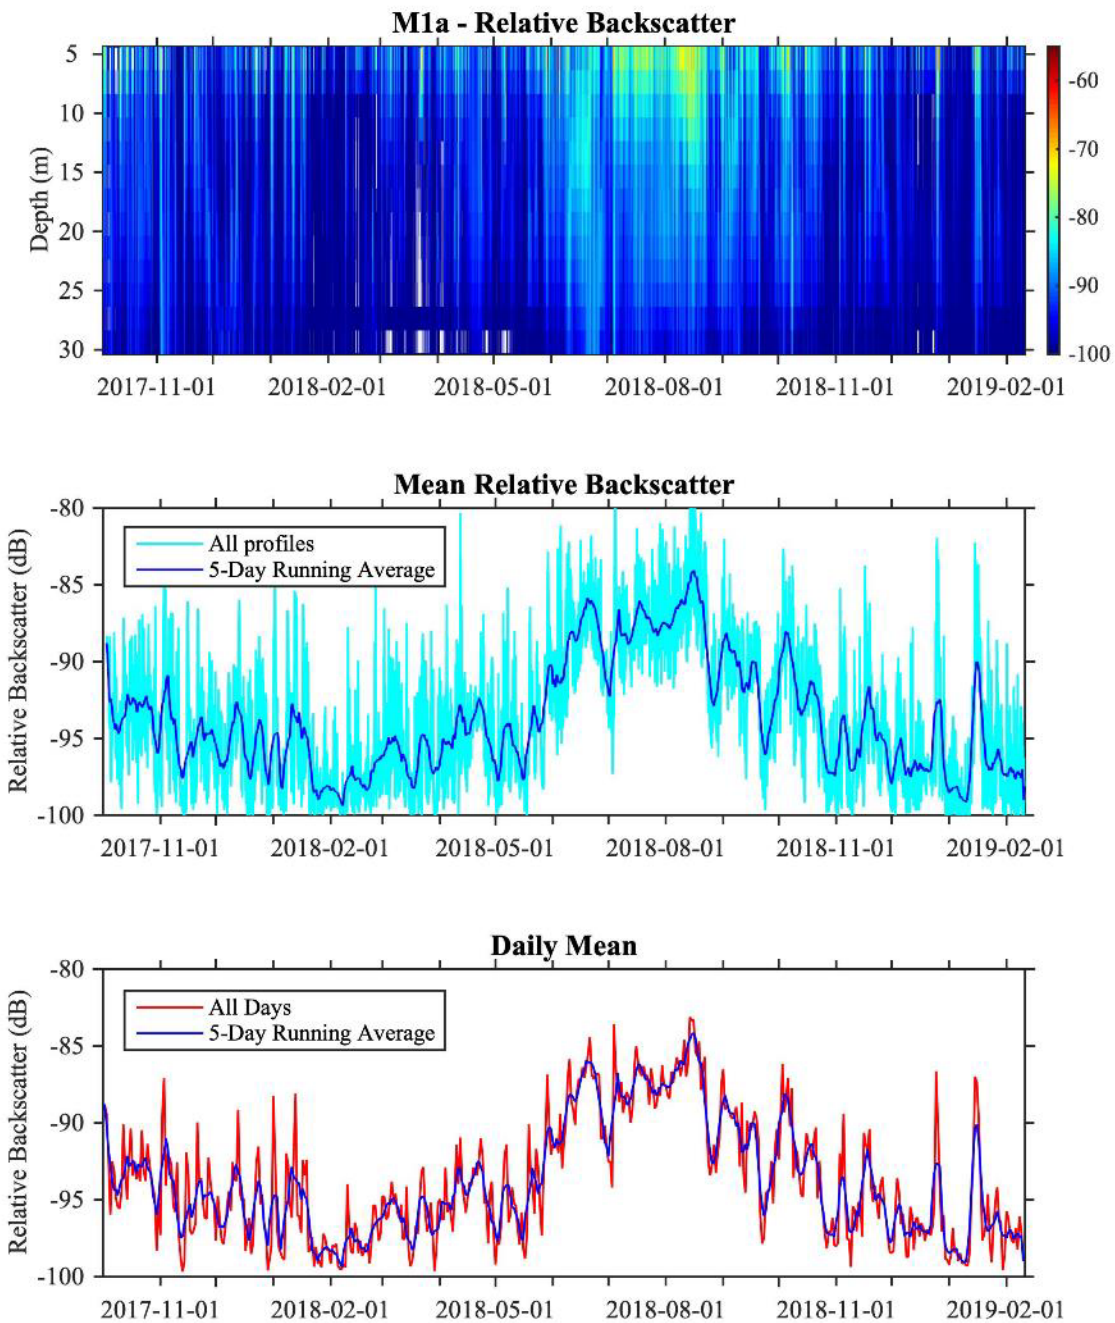 M1a - Relative Backscatter
Depth (m)
5
10
15
20
25
30
-60
-70
-80
-90
-100
2017-11-01 2018-02-01 2018-05-01 2018-08-01 2018-11-01 2019-02-01
Mean Relative Backscatter
Relative Backscatter (dB)
-80
-85
-90
-95
-100
All profiles
5-Day Running Average
2017-11-01 2018-02-01 2018-05-01 2018-08-01 2018-11-01 2019-02-01
Daily Mean
Relative Backscatter (dB)
-80
-85
-90
-95
-100
All Days
5-Day Running Average
2017-11-01 2018-02-01 2018-05-01 2018-08-01 2018-11-01 2019-02-01